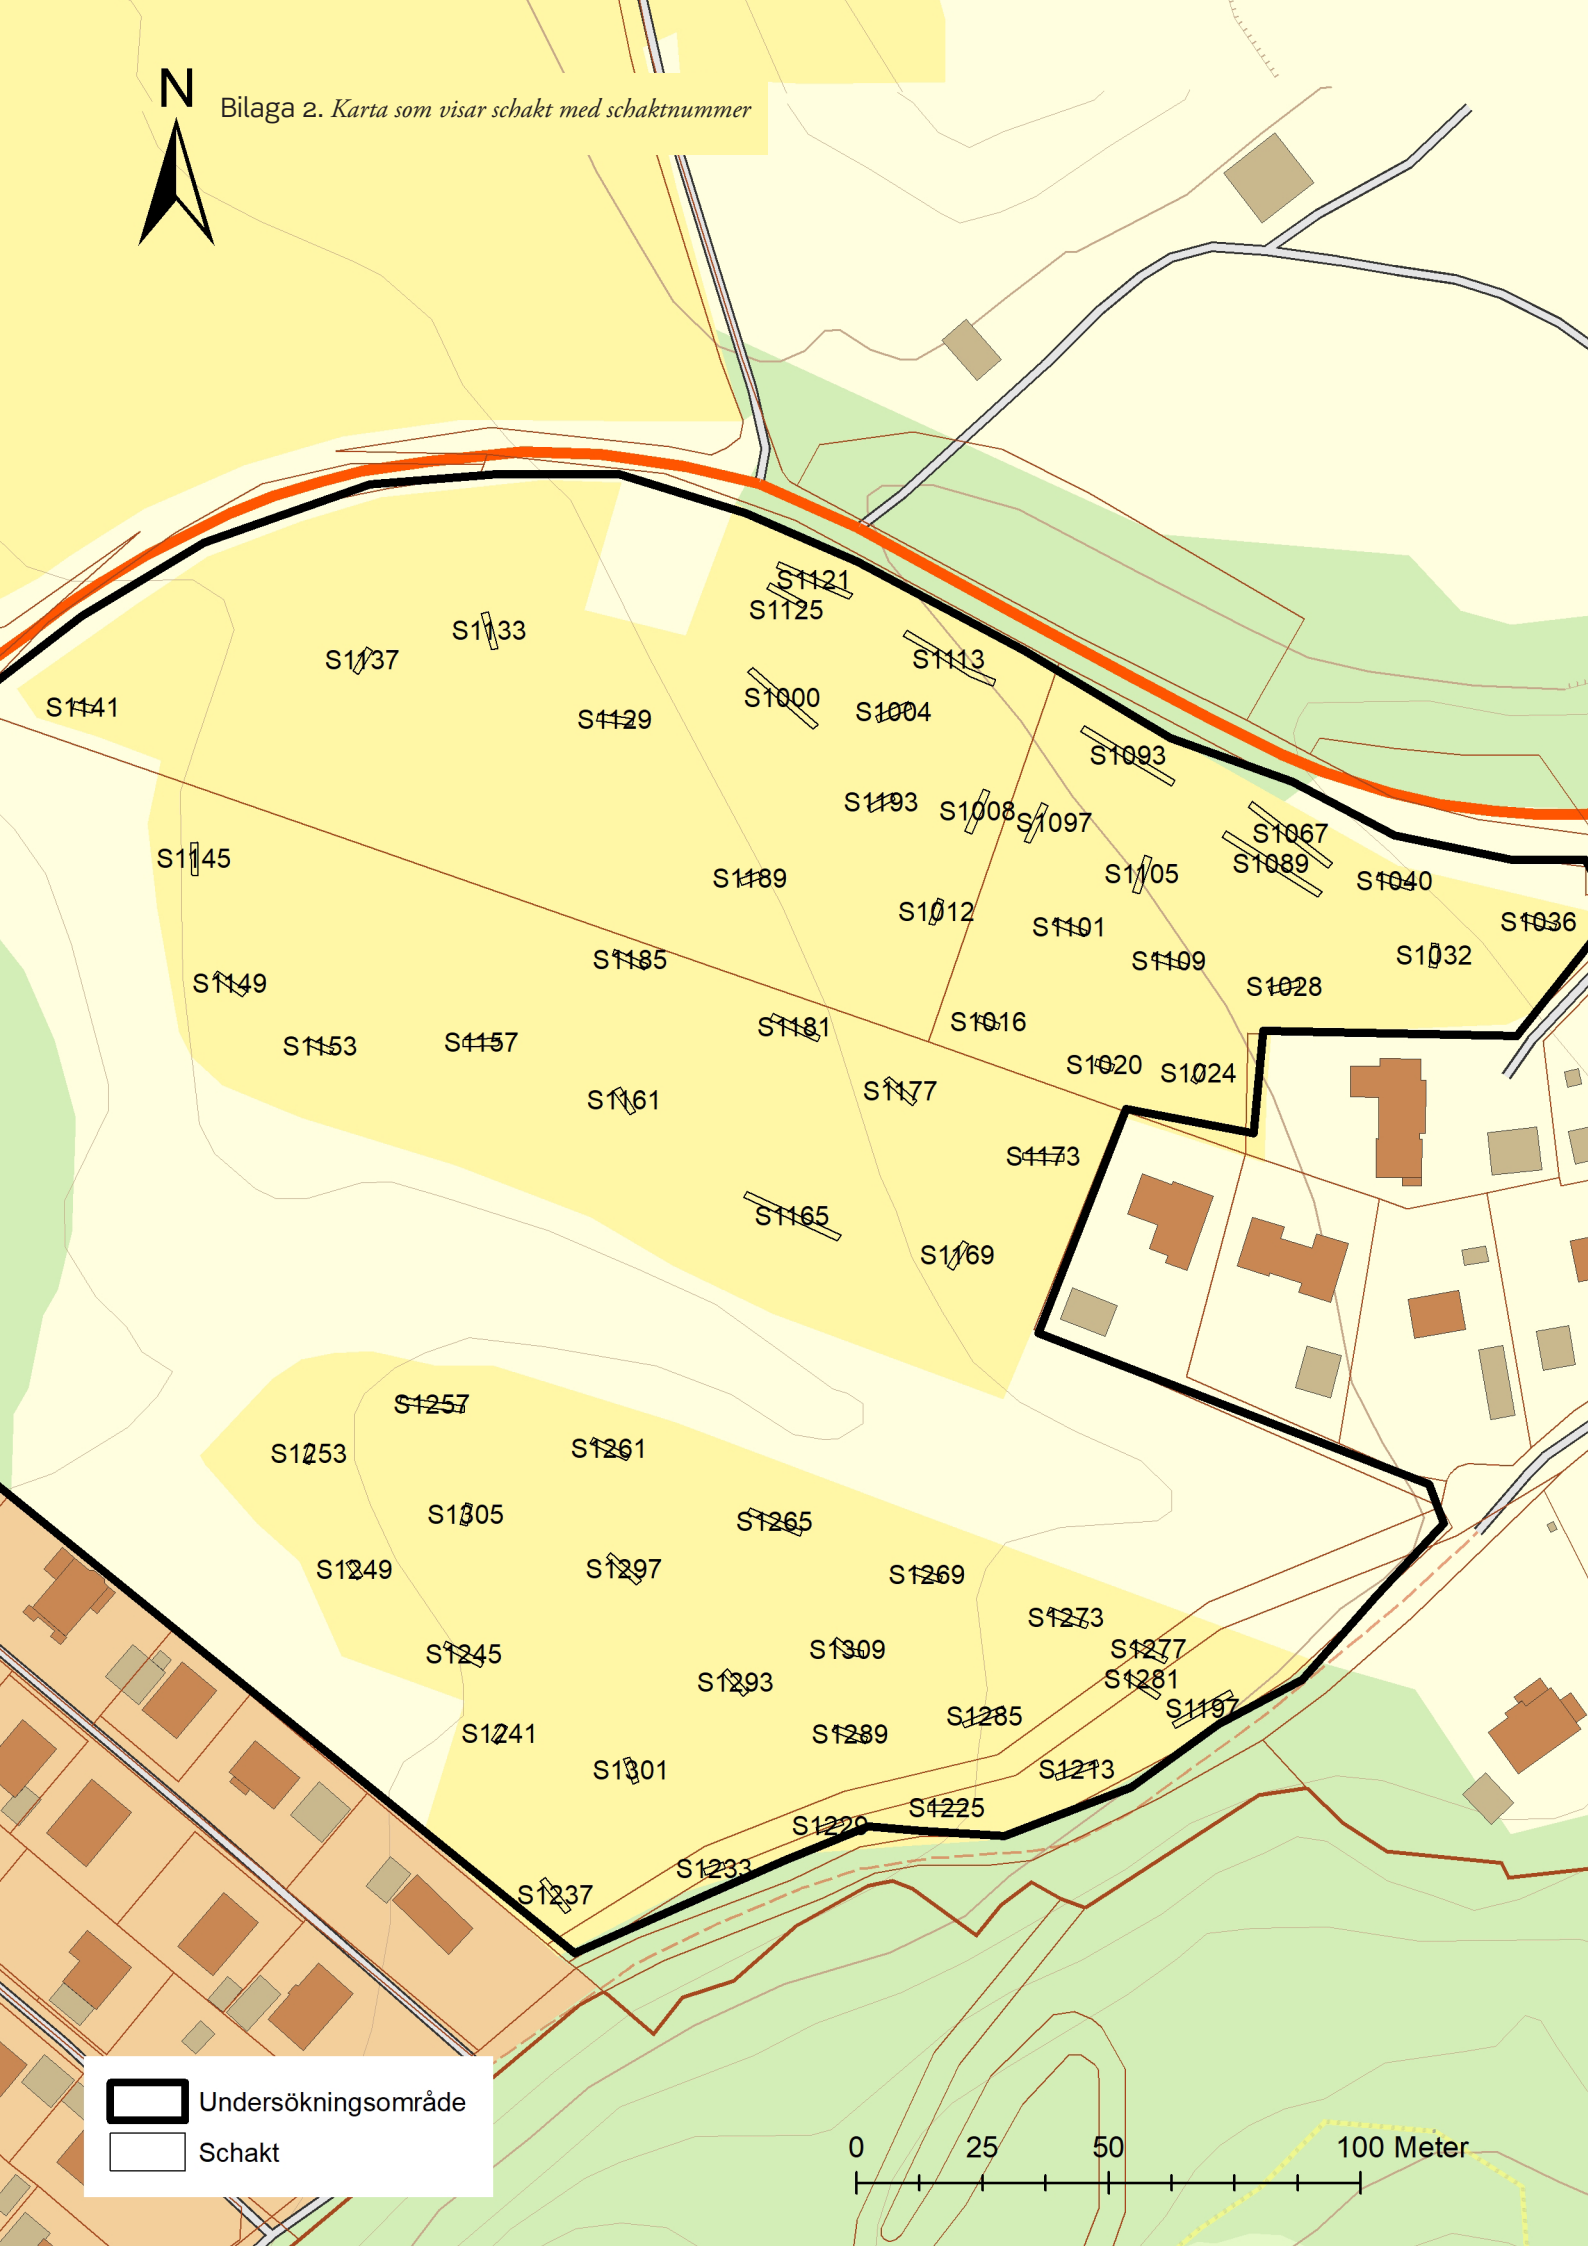 N
Bilaga 2. Karta som visar schakt med schaktnummer
S1121
S1125
S1133
S1137
S1113
S1000
S1141
S1004
S1129
S1093
S1193
S1008
S1097
S1067
S1145
S1089
S1105
S1189
S1040
S1012
S1036
S1101
S1032
S1185
S1109
S1149
S1028
S1016
S1181
S1157
S1153
S1020
S1024
S1177
S1161
S1173
S1165
S1169
S1257
S1261
S1253
S1305
S1265
S1297
S1249
S1269
S1273
S1309
S1277
S1245
S1281
S1293
S1197
S1285
S1241
S1289
S1301
S1213
S1225
S1229
S1233
S1237
Undersökningsområde
Schakt
0 25 50 100 Meter